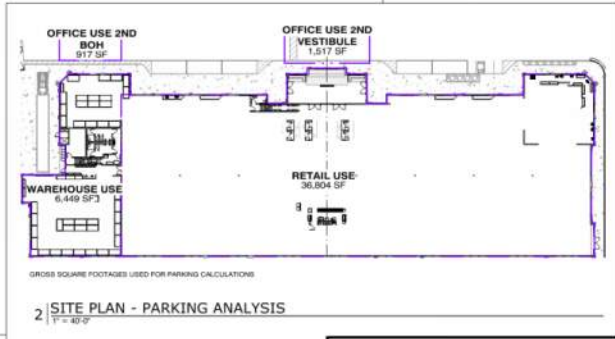 OFFICE USE 2ND
BOH
917 SF
OFFICE USE 2ND
VESTIBULE
1,517 SF
RETAIL USE
36,804 SF
WAREHOUSE USE
6,449 SF
GROSS SQUARE FOOTAGES USED FOR PARKING CALCULATIONS
2 SITE PLAN - PARKING ANALYSIS
1" = 40'-0"